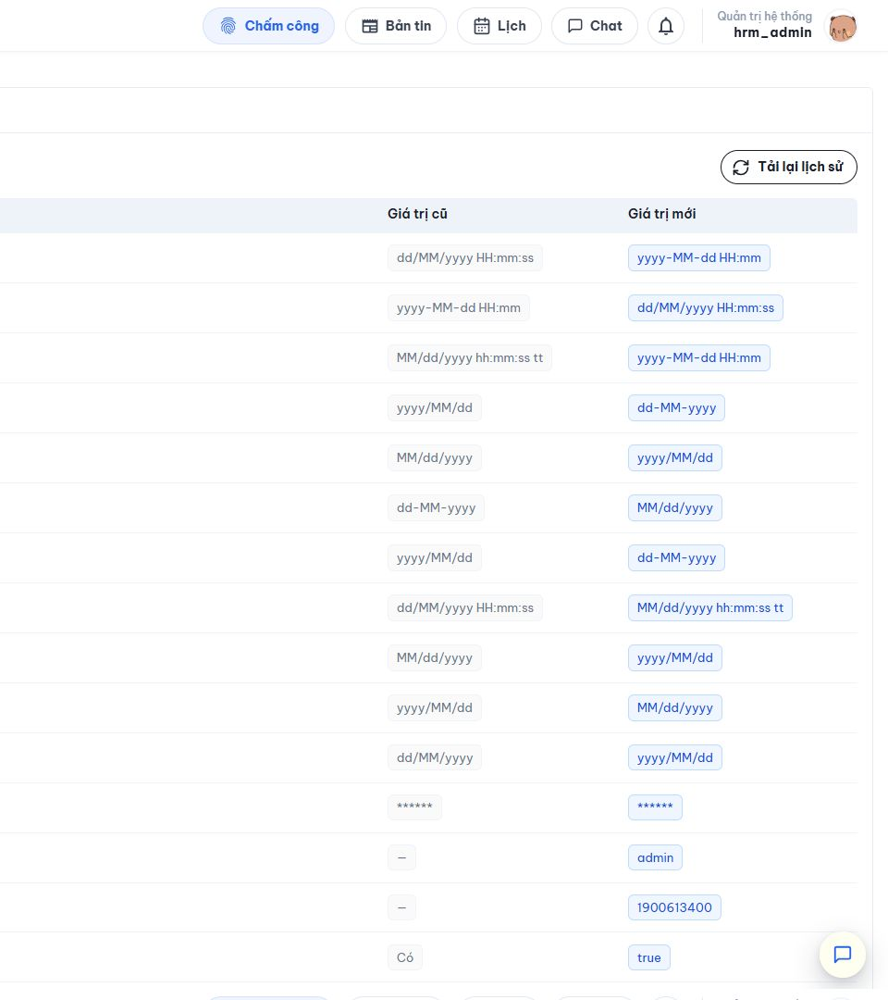 Chấm công Bản tin Lịch Chat Quản trị hệ thống
hrm_admin
Tải lại lịch sử
Giá trị cũ Giá trị mới
dd/MM/yyyy HH:mm:ss yyyy-MM-dd HH:mm
yyyy-MM-dd HH:mm dd/MM/yyyy HH:mm:ss
MM/dd/yyyy hh:mm:ss tt yyyy-MM-dd HH:mm
yyyy/MM/dd dd-MM-yyyy
MM/dd/yyyy yyyy/MM/dd
dd-MM-yyyy MM/dd/yyyy
yyyy/MM/dd dd-MM-yyyy
dd/MM/yyyy HH:mm:ss MM/dd/yyyy hh:mm:ss tt
MM/dd/yyyy yyyy/MM/dd
yyyy/MM/dd MM/dd/yyyy
dd/MM/yyyy yyyy/MM/dd
****** ******
— admin
— 1900613400
Có true